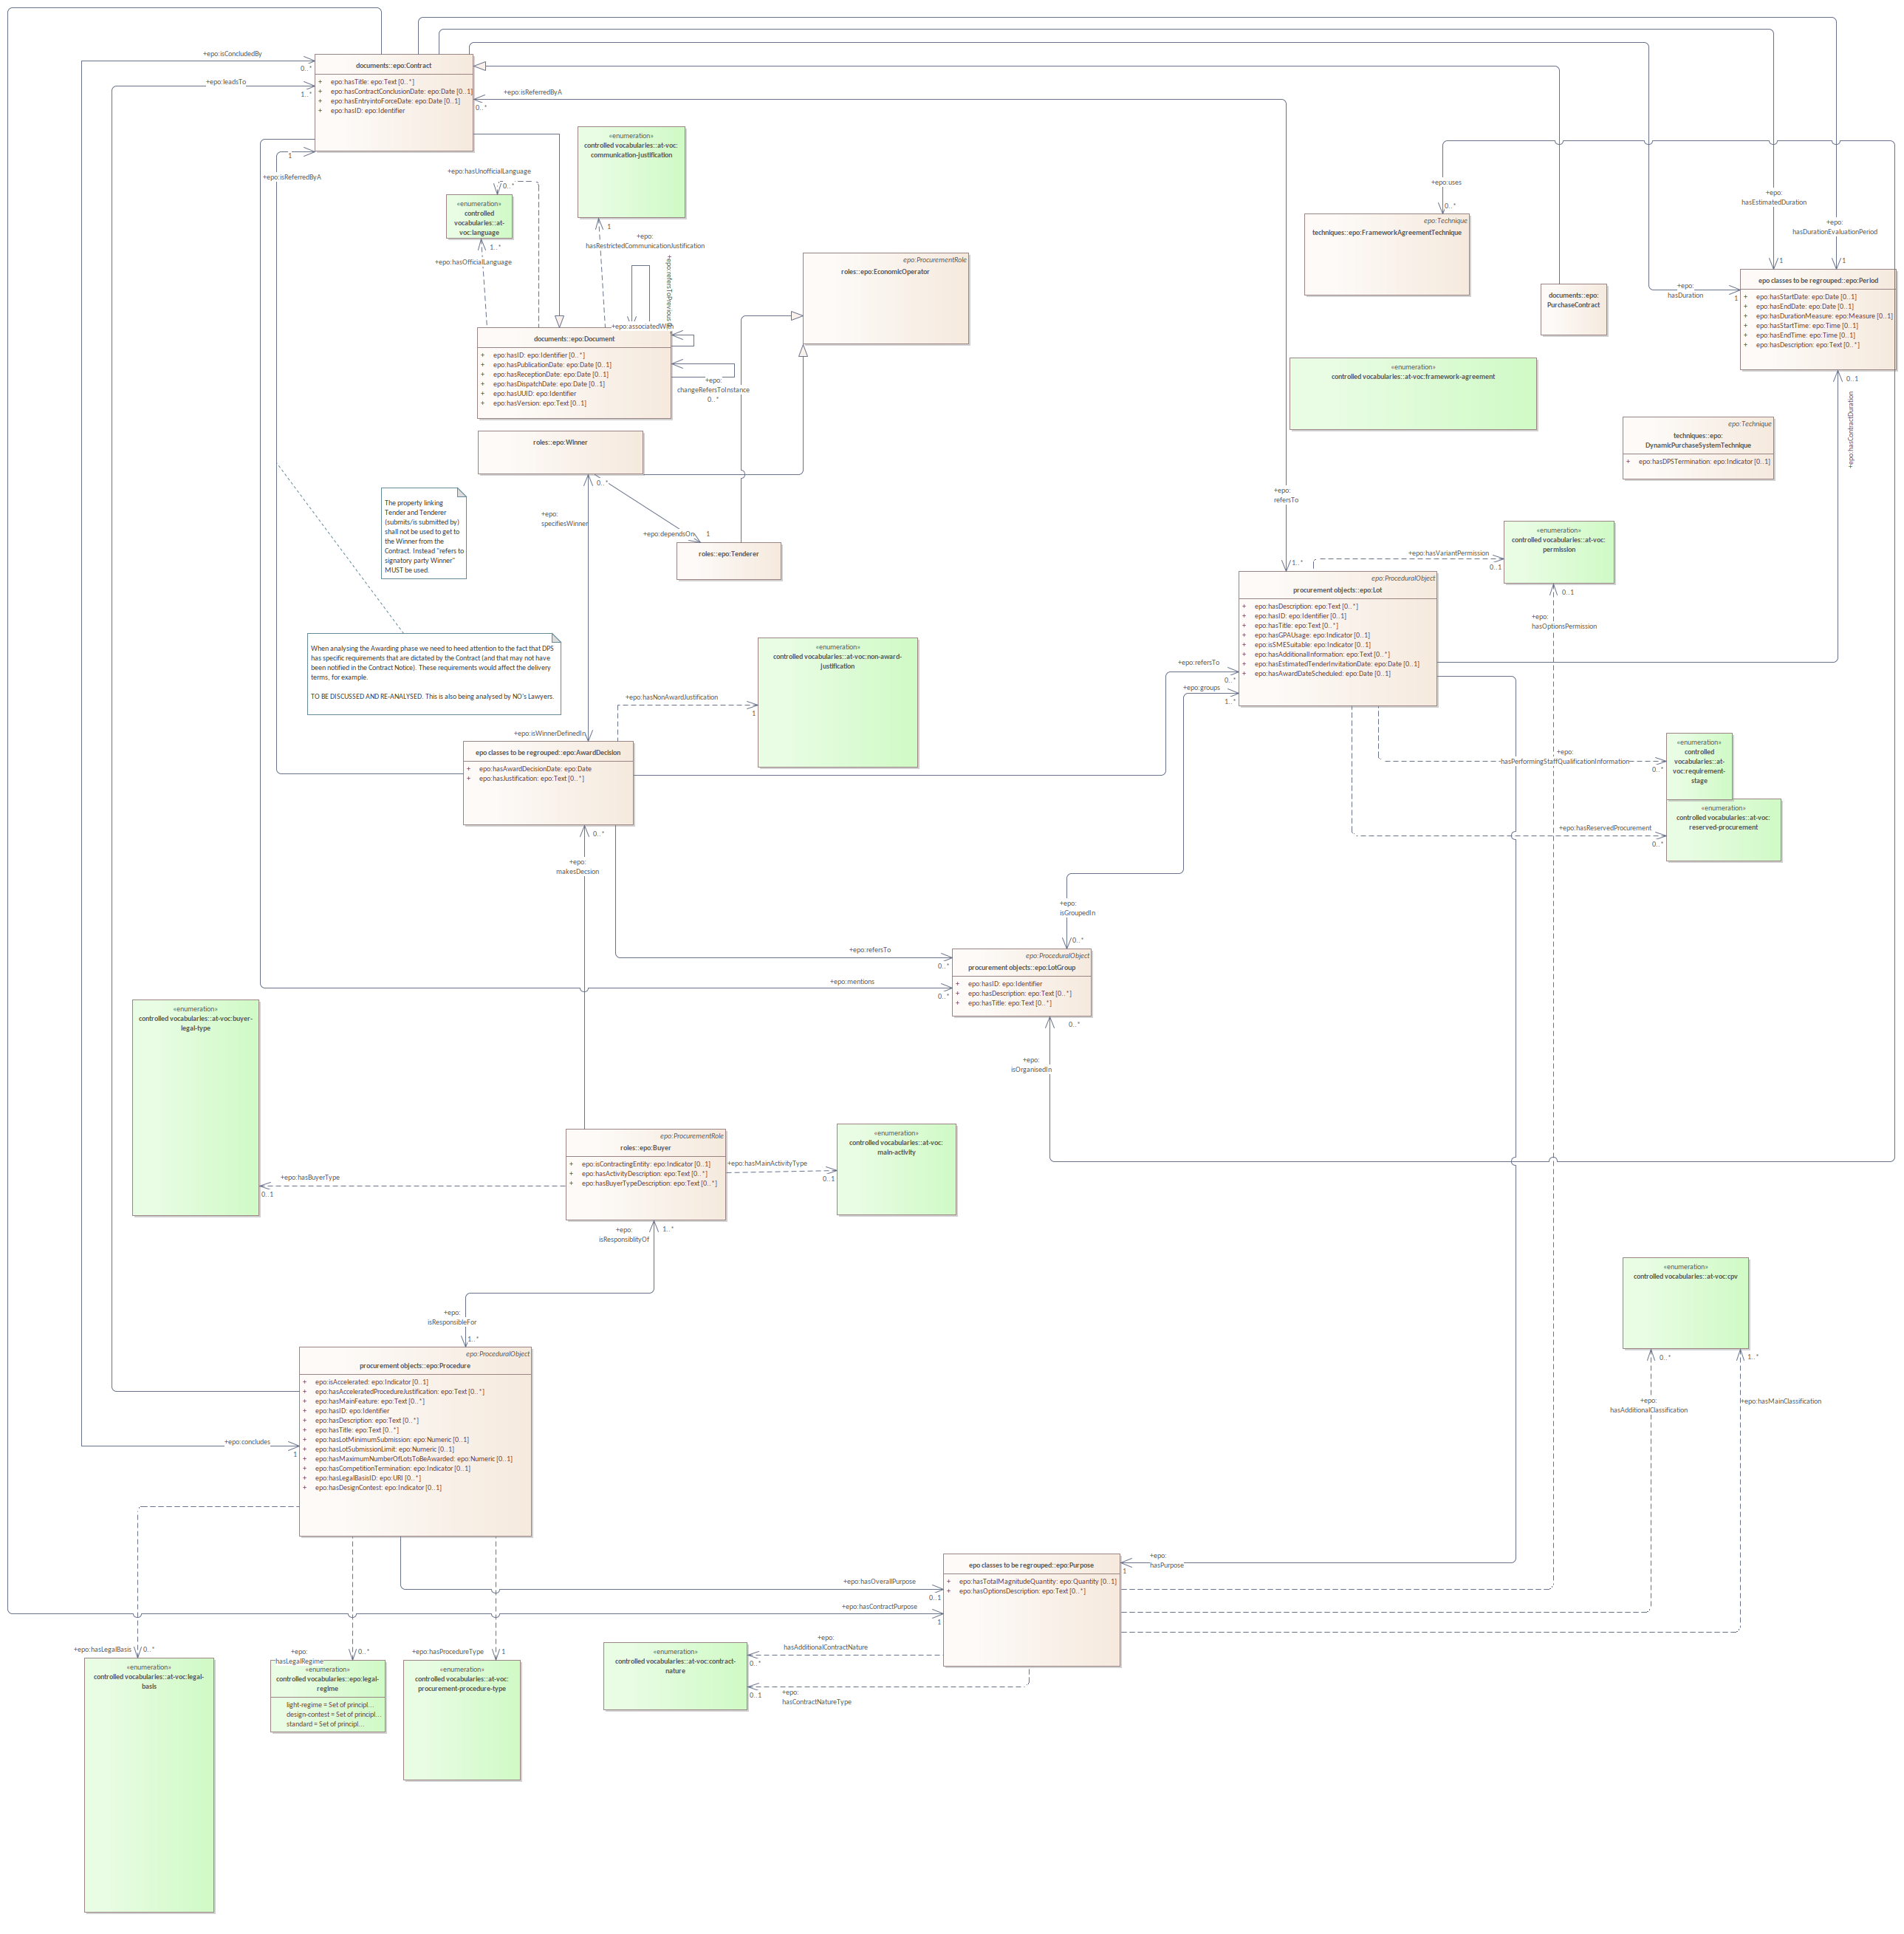 +epo:isConcludedBy
0..*
documents::epo:Contract
+ epo:hasTitle: epo:Text [0..*]
+ epo:hasContractConclusionDate: epo:Date [0..1]
+ epo:hasEntryintoForceDate: epo:Date [0..1]
+ epo:hasID: epo:Identifier
+epo:leadsTo
1..*
+epo:isReferredByA
0..*
1
+epo:isReferredByA
«enumeration»
controlled vocabularies::at-voc:
communication-justification
+epo:hasUnofficialLanguage
0..*
«enumeration»
controlled
vocabularies::at-
voc:language
1..*
+epo:hasOfficialLanguage
1
+epo:
hasRestrictedCommunicationJustification
+epo:associatedWith
documents::epo:Document
+ epo:hasID: epo:Identifier [0..*]
+ epo:hasPublicationDate: epo:Date [0..1]
+ epo:hasReceptionDate: epo:Date [0..1]
+ epo:hasDispatchDate: epo:Date [0..1]
+ epo:hasUUID: epo:Identifier
+ epo:hasVersion: epo:Text [0..1]
+epo:
changeRefersToInstance
0..*
epo:ProcurementRole
roles::epo:EconomicOperator
+epo:uses
0..*
epo:Technique
techniques::epo:FrameworkAgreementTechnique
documents::epo:
PurchaseContract
+epo:
hasEstimatedDuration
1
+epo:
hasDurationEvaluationPeriod
1
+epo:
hasDuration
1
epo classes to be regrouped::epo:Period
+ epo:hasStartDate: epo:Date [0..1]
+ epo:hasEndDate: epo:Date [0..1]
+ epo:hasDurationMeasure: epo:Measure [0..1]
+ epo:hasStartTime: epo:Time [0..1]
+ epo:hasEndTime: epo:Time [0..1]
+ epo:hasDescription: epo:Text [0..*]
0..1
+epo:hasContractDuration
«enumeration»
controlled vocabularies::at-voc:framework-agreement
epo:Technique
techniques::epo:
DynamicPurchaseSystemTechnique
+ epo:hasDPSTermination: epo:Indicator [0..1]
roles::epo:Winner
0..*
+epo:
specifiesWinner
+epo:dependsOn
1
roles::epo:Tenderer
The property linking
Tender and Tenderer
(submits/is submitted by)
shall not be used to get to
the Winner from the
Contract. Instead "refers to
signatory party Winner"
MUST be used.
+epo:
refersTo
1..*
+epo:hasVariantPermission
0..1
«enumeration»
controlled vocabularies::at-voc:
permission
0..1
+epo:
hasOptionsPermission
epo:ProceduralObject
procurement objects::epo:Lot
+ epo:hasDescription: epo:Text [0..*]
+ epo:hasID: epo:Identifier [0..1]
+ epo:hasTitle: epo:Text [0..*]
+ epo:hasGPAUsage: epo:Indicator [0..1]
+ epo:isSMESuitable: epo:Indicator [0..1]
+ epo:hasAdditionalInformation: epo:Text [0..*]
+ epo:hasEstimatedTenderInvitationDate: epo:Date [0..1]
+ epo:hasAwardDateScheduled: epo:Date [0..1]
When analysing the Awarding phase we need to heed attention to the fact that DPS
has specific requirements that are dictated by the Contract (and that may not have
been notified in the Contract Notice). These requirements would affect the delivery
terms, for example.
TO BE DISCUSSED AND RE-ANALYSED. This is also being analysed by NO's Lawyers.
«enumeration»
controlled vocabularies::at-voc:non-award-
justification
+epo:hasNonAwardJustification
1
+epo:refersTo
0..*
+epo:groups
1..*
+epo:isWinnerDefinedIn
epo classes to be regrouped::epo:AwardDecision
+ epo:hasAwardDecisionDate: epo:Date
+ epo:hasJustification: epo:Text [0..*]
0..*
+epo:
makesDecsion
+epo:
hasPerformingStaffQualificationInformation
0..*
«enumeration»
controlled
vocabularies::at-
voc:requirement-
stage
«enumeration»
controlled vocabularies::at-voc:
reserved-procurement
+epo:hasReservedProcurement
0..*
+epo:
isGroupedIn
0..*
+epo:refersTo
0..*
+epo:mentions
0..*
epo:ProceduralObject
procurement objects::epo:LotGroup
+ epo:hasID: epo:Identifier
+ epo:hasDescription: epo:Text [0..*]
+ epo:hasTitle: epo:Text [0..*]
0..*
+epo:
isOrganisedIn
«enumeration»
controlled vocabularies::at-voc:buyer-
legal-type
+epo:hasBuyerType
0..1
epo:ProcurementRole
roles::epo:Buyer
+ epo:isContractingEntity: epo:Indicator [0..1]
+ epo:hasActivityDescription: epo:Text [0..*]
+ epo:hasBuyerTypeDescription: epo:Text [0..*]
+epo:hasMainActivityType
0..1
«enumeration»
controlled vocabularies::at-voc:
main-activity
+epo:
isResponsiblityOf
1..*
+epo:
isResponsibleFor
1..*
«enumeration»
controlled vocabularies::at-voc:cpv
0..*
1..*
+epo:
hasAdditionalClassification
+epo:hasMainClassification
epo:ProceduralObject
procurement objects::epo:Procedure
+ epo:isAccelerated: epo:Indicator [0..1]
+ epo:hasAcceleratedProcedureJustification: epo:Text [0..*]
+ epo:hasMainFeature: epo:Text [0..*]
+ epo:hasID: epo:Identifier
+ epo:hasDescription: epo:Text [0..*]
+ epo:hasTitle: epo:Text [0..*]
+ epo:hasLotMinimumSubmission: epo:Numeric [0..1]
+ epo:hasLotSubmissionLimit: epo:Numeric [0..1]
+ epo:hasMaximumNumberOfLotsToBeAwarded: epo:Numeric [0..1]
+ epo:hasCompetitionTermination: epo:Indicator [0..1]
+ epo:hasLegalBasisID: epo:URI [0..*]
+ epo:hasDesignContest: epo:Indicator [0..1]
+epo:concludes
1
epo classes to be regrouped::epo:Purpose
+ epo:hasTotalMagnitudeQuantity: epo:Quantity [0..1]
+ epo:hasOptionsDescription: epo:Text [0..*]
+epo:
hasPurpose
1
+epo:hasOverallPurpose
0..1
+epo:hasContractPurpose
1
+epo:
hasAdditionalContractNature
0..*
+epo:
hasContractNatureType
0..1
«enumeration»
controlled vocabularies::at-voc:contract-
nature
+epo:hasLegalBasis
0..*
«enumeration»
controlled vocabularies::at-voc:legal-
basis
+epo:
hasLegalRegime
0..*
«enumeration»
controlled vocabularies::epo:legal-
regime
light-regime = Set of principl...
design-contest = Set of principl...
standard = Set of principl...
+epo:hasProcedureType
1
«enumeration»
controlled vocabularies::at-voc:
procurement-procedure-type